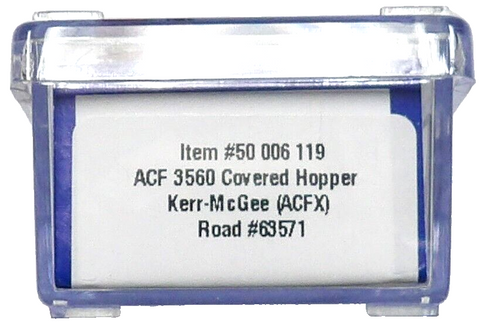 Item #50 006 119
ACF 3560 Covered Hopper
Kerr-McGee (ACFX)
Road #63571